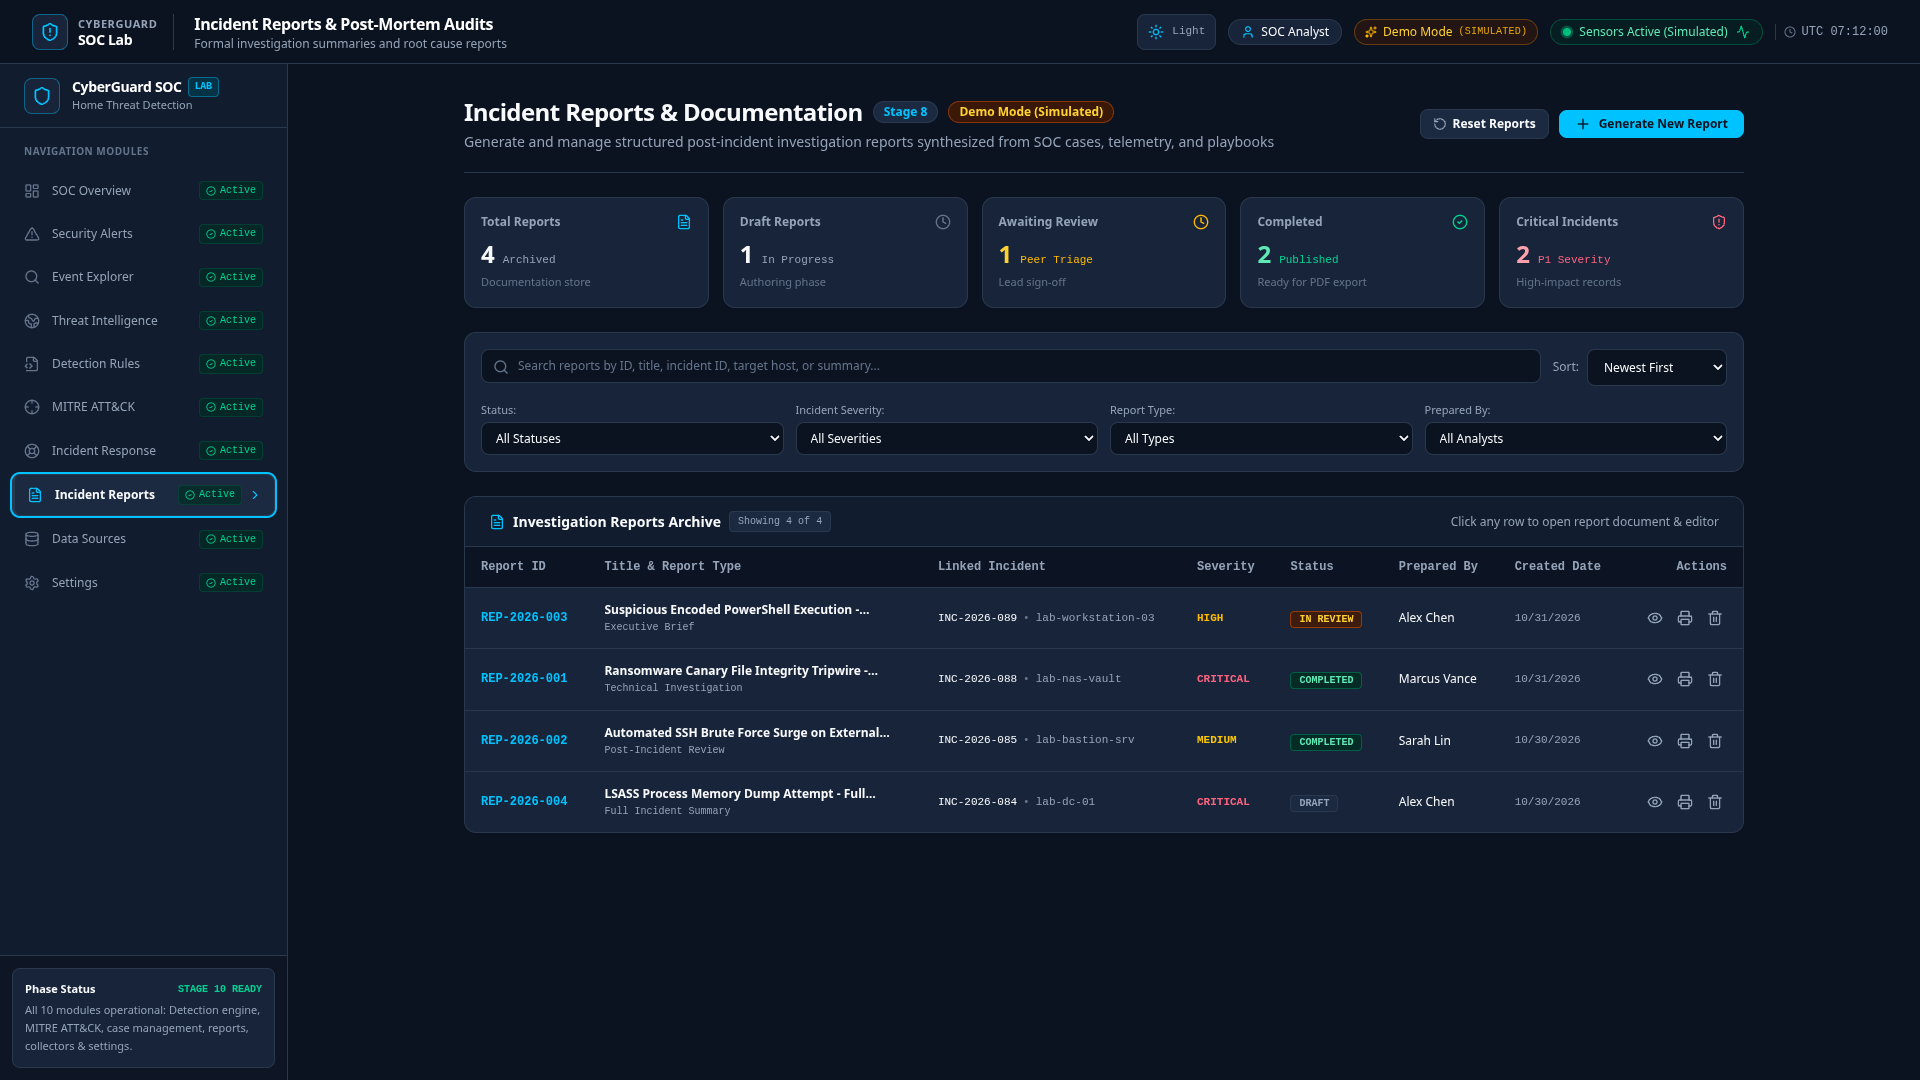 CYBERGUARD
SOC Lab
Incident Reports & Post-Mortem Audits
Formal investigation summaries and root cause reports
Light
SOC Analyst
Demo Mode (SIMULATED)
Sensors Active (Simulated)
UTC 07:12:00
CyberGuard SOC LAB
Home Threat Detection
NAVIGATION MODULES
SOC Overview Active
Security Alerts Active
Event Explorer Active
Threat Intelligence Active
Detection Rules Active
MITRE ATT&CK Active
Incident Response Active
Incident Reports Active
Data Sources Active
Settings Active
Phase Status STAGE 10 READY
All 10 modules operational: Detection engine,
MITRE ATT&CK, case management, reports,
collectors & settings.
Incident Reports & Documentation Stage 8 Demo Mode (Simulated)
Generate and manage structured post-incident investigation reports synthesized from SOC cases, telemetry, and playbooks
Reset Reports
Generate New Report
Total Reports
4 Archived
Documentation store
Draft Reports
1 In Progress
Authoring phase
Awaiting Review
1 Peer Triage
Lead sign-off
Completed
2 Published
Ready for PDF export
Critical Incidents
2 P1 Severity
High-impact records
Search reports by ID, title, incident ID, target host, or summary...
Sort: Newest First
Status: Incident Severity: Report Type: Prepared By:
All Statuses All Severities All Types All Analysts
Investigation Reports Archive Showing 4 of 4 Click any row to open report document & editor
Report ID Title & Report Type Linked Incident Severity Status Prepared By Created Date Actions
REP-2026-003 Suspicious Encoded PowerShell Execution -... INC-2026-089 • lab-workstation-03 HIGH IN REVIEW Alex Chen 10/31/2026
Executive Brief
REP-2026-001 Ransomware Canary File Integrity Tripwire -... INC-2026-088 • lab-nas-vault CRITICAL COMPLETED Marcus Vance 10/31/2026
Technical Investigation
REP-2026-002 Automated SSH Brute Force Surge on External... INC-2026-085 • lab-bastion-srv MEDIUM COMPLETED Sarah Lin 10/30/2026
Post-Incident Review
REP-2026-004 LSASS Process Memory Dump Attempt - Full... INC-2026-084 • lab-dc-01 CRITICAL DRAFT Alex Chen 10/30/2026
Full Incident Summary